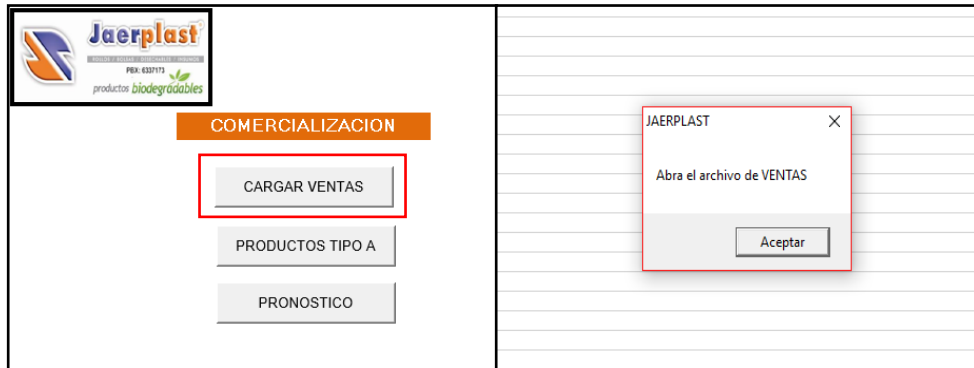 Jaerplast
PBX: 6337173
productos biodegradables
COMERCIALIZACION
CARGAR VENTAS
PRODUCTOS TIPO A
PRONOSTICO
JAERPLAST
Abra el archivo de VENTAS
Aceptar